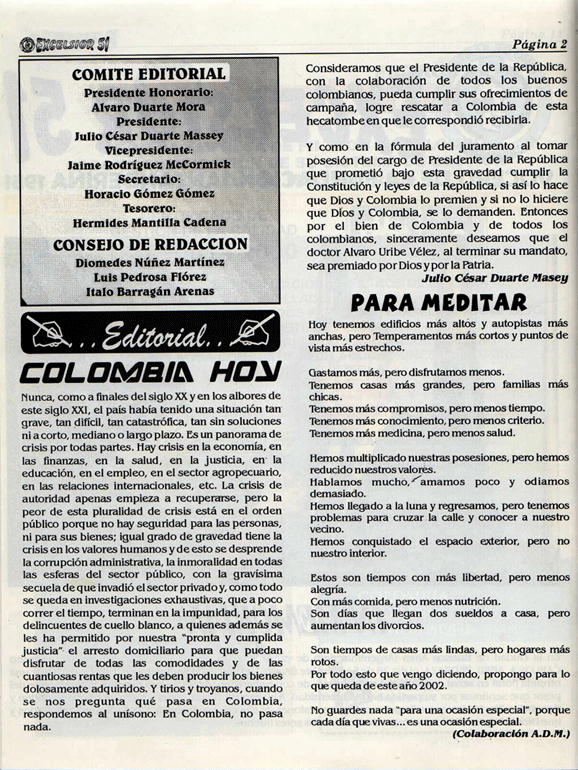 EXCELSIOR 51
Página 2
COMITE EDITORIAL
Presidente Honorario:
Alvaro Duarte Mora
Presidente:
Julio César Duarte Massey
Vicepresidente:
Jaime Rodríguez McCormick
Secretario:
Horacio Gómez Gómez
Tesorero:
Hermides Mantilla Cadena
CONSEJO DE REDACCION
Diomedes Núñez Martínez
Luis Pedrosa Flórez
Italo Barragán Arenas
...Editorial...
COLOMBIA HOY
Nunca, como a finales del siglo XX y en los albores de
este siglo XXI, el país había tenido una situación tan
grave, tan difícil, tan catastrófica, tan sin soluciones
ni a corto, mediano o largo plazo. Es un panorama de
crisis por todas partes. Hay crisis en la economía, en
las finanzas, en la salud, en la justicia, en la
educación, en el empleo, en el sector agropecuario,
en las relaciones internacionales, etc. La crisis de
autoridad apenas empieza a recuperarse, pero la
peor de esta pluralidad de crisis está en el orden
público porque no hay seguridad para las personas,
ni para sus bienes; igual grado de gravedad tiene la
crisis en los valores humanos y de esto se desprende
la corrupción administrativa, la inmoralidad en todas
las esferas del sector público, con la gravísima
secuela de que invadió el sector privado y, como todo
se queda en investigaciones exhaustivas, que a poco
correr el tiempo, terminan en la impunidad, para los
delincuentes de cuello blanco, a quienes además se
les ha permitido por nuestra "pronta y cumplida
justicia" el arresto domiciliario para que puedan
disfrutar de todas las comodidades y de las
cuantiosas rentas que les deben producir los bienes
dolosamente adquiridos. Y tirios y troyanos, cuando
se nos pregunta qué pasa en Colombia,
respondemos al unísono: En Colombia, no pasa
nada.
Consideramos que el Presidente de la República,
con la colaboración de todos los buenos
colombianos, pueda cumplir sus ofrecimientos de
campaña, logre rescatar a Colombia de esta
hecatombe en que le correspondió recibirla.
Y como en la fórmula del juramento al tomar
posesión del cargo de Presidente de la República
que prometió bajo esta gravedad cumplir la
Constitución y leyes de la República, si así lo hace
que Dios y Colombia lo premien y si no lo hiciere
que Dios y Colombia, se lo demanden. Entonces
por el bien de Colombia y de todos los
colombianos, sinceramente deseamos que el
doctor Alvaro Uribe Vélez, al terminar su mandato,
sea premiado por Dios y por la Patria.
Julio César Duarte Masey
PARA MEDITAR
Hoy tenemos edificios más altos y autopistas más
anchas, pero Temperamentos más cortos y puntos de
vista más estrechos.
Gastamos más, pero disfrutamos menos.
Tenemos casas más grandes, pero familias más
chicas.
Tenemos más compromisos, pero menos tiempo.
Tenemos más conocimiento, pero menos criterio.
Tenemos más medicina, pero menos salud.
Hemos multiplicado nuestras posesiones, pero hemos
reducido nuestros valores.
Hablamos mucho, amamos poco y odiamos
demasiado.
Hemos llegado a la luna y regresamos, pero tenemos
problemas para cruzar la calle y conocer a nuestro
vecino.
Hemos conquistado el espacio exterior, pero no
nuestro interior.
Estos son tiempos con más libertad, pero menos
alegría.
Con más comida, pero menos nutrición.
Son días que llegan dos sueldos a casa, pero
aumentan los divorcios.
Son tiempos de casas más lindas, pero hogares más
rotos.
Por todo esto que vengo diciendo, propongo para lo
que queda de este año 2002.
No guardes nada "para una ocasión especial", porque
cada día que vivas... es una ocasión especial.
(Colaboración A.D.M.)